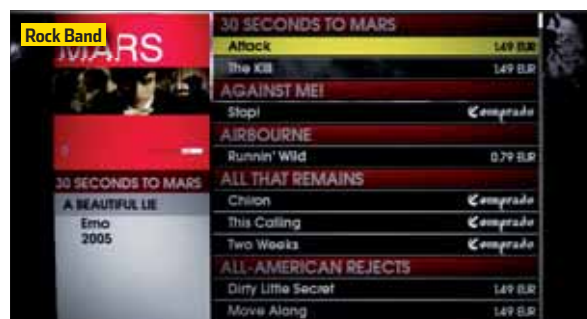 Rock Band
MARS
30 SECONDS TO MARS
A BEAUTIFUL LIE
Emo
2005
30 SECONDS TO MARS
Attack 1.49 EUR
The Kill 1.49 EUR
AGAINST ME!
Stop! Comprado
AIRBOURNE
Runnin' Wild 0.79 EUR
ALL THAT REMAINS
Chiron Comprado
This Calling Comprado
Two Weeks Comprado
ALL-AMERICAN REJECTS
Dirty Little Secret 1.49 EUR
Move Along 1.49 EUR